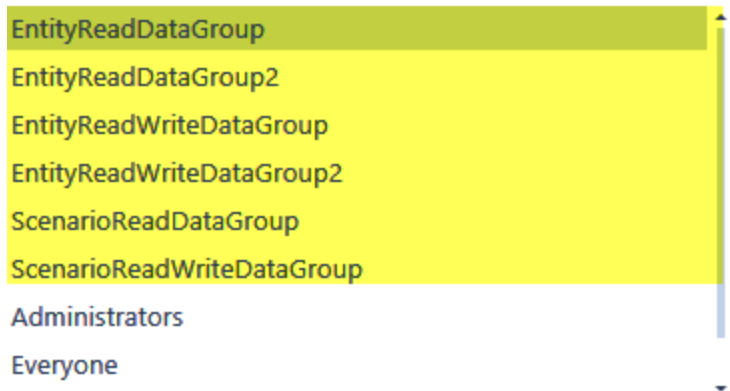 EntityReadDataGroup
EntityReadDataGroup2
EntityReadWriteDataGroup
EntityReadWriteDataGroup2
ScenarioReadDataGroup
ScenarioReadWriteDataGroup
Administrators
Everyone